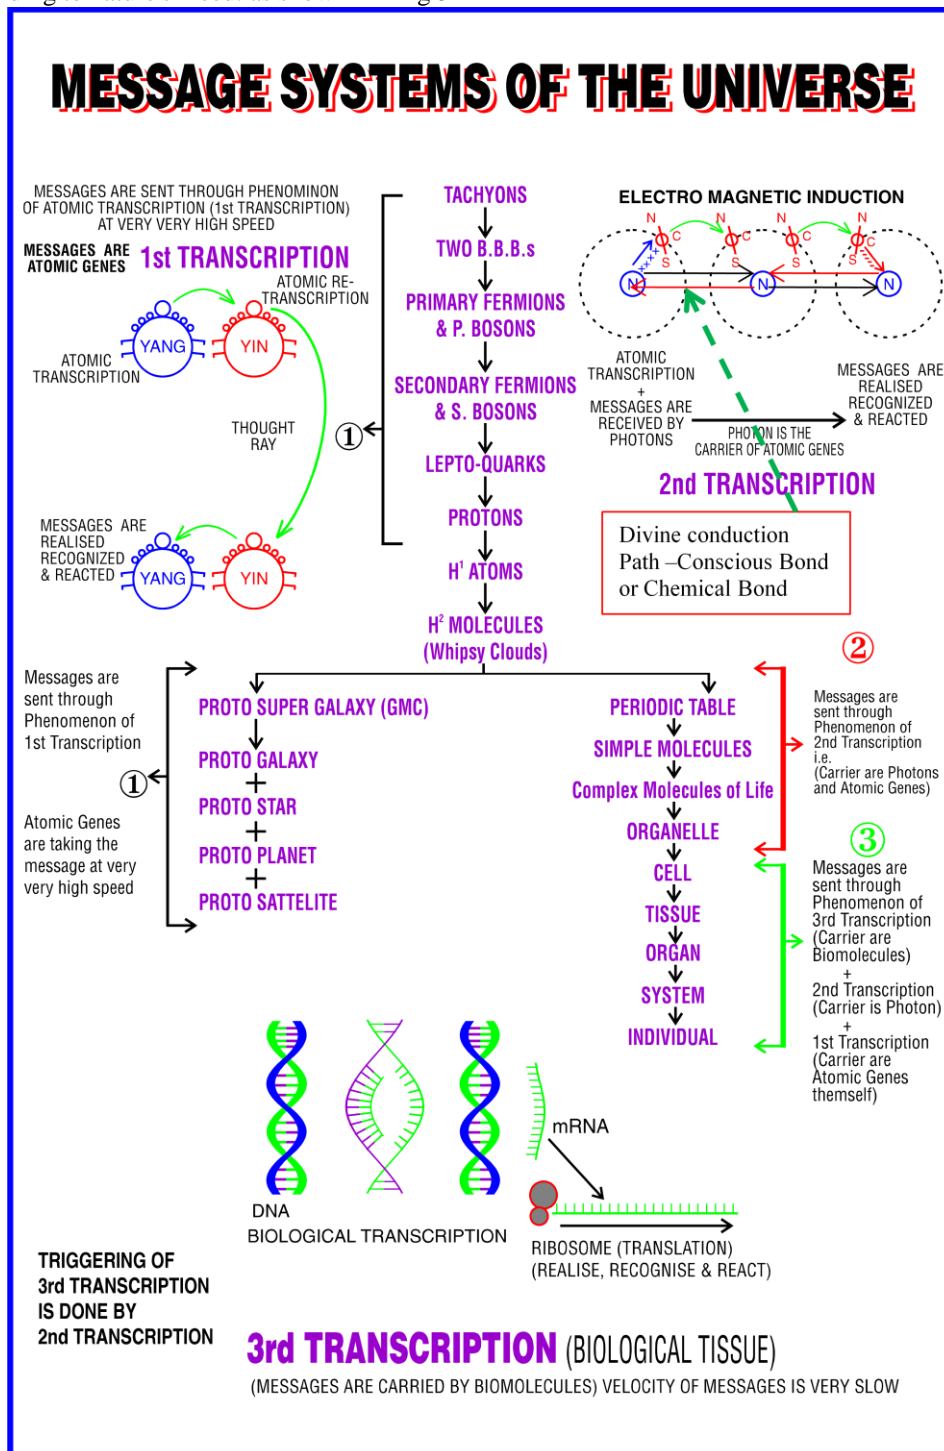 MESSAGE SYSTEMS OF THE UNIVERSE
MESSAGES ARE SENT THROUGH PHENOMINON
OF ATOMIC TRANSCRIPTION (1st TRANSCRIPTION)
AT VERY VERY HIGH SPEED
MESSAGES ARE
ATOMIC GENES
1st TRANSCRIPTION
ATOMIC RE-
TRANSCRIPTION
YANG
YIN
ATOMIC
TRANSCRIPTION
THOUGHT
RAY
MESSAGES ARE
REALISED
RECOGNIZED
& REACTED
YANG
YIN
TACHYONS
TWO B.B.B.s
PRIMARY FERMIONS
& P. BOSONS
SECONDARY FERMIONS
& S. BOSONS
LEPTO-QUARKS
PROTONS
H¹ ATOMS
H² MOLECULES
(Whipsy Clouds)
1
ELECTRO MAGNETIC INDUCTION
N
N
N
N
C
C
C
C
S
S
S
S
N
N
N
ATOMIC
TRANSCRIPTION
+
MESSAGES ARE
RECEIVED BY
PHOTONS
PHOTON IS THE
CARRIER OF ATOMIC GENES
MESSAGES ARE
REALISED
RECOGNIZED
& REACTED
2nd TRANSCRIPTION
Divine conduction
Path –Conscious Bond
or Chemical Bond
Messages are
sent through
Phenomenon of
1st Transcription
1
Atomic Genes
are taking the
message at very
very high speed
PROTO SUPER GALAXY (GMC)
PROTO GALAXY
+
PROTO STAR
+
PROTO PLANET
+
PROTO SATTELITE
PERIODIC TABLE
SIMPLE MOLECULES
Complex Molecules of Life
ORGANELLE
CELL
TISSUE
ORGAN
SYSTEM
INDIVIDUAL
2
Messages are
sent through
Phenomenon of
2nd Transcription
i.e.
(Carrier are Photons
and Atomic Genes)
3
Messages are
sent through
Phenomenon of
3rd Transcription
(Carrier are
Biomolecules)
+
2nd Transcription
(Carrier is Photon)
+
1st Transcription
(Carrier are
Atomic Genes
themself)
DNA
BIOLOGICAL TRANSCRIPTION
mRNA
RIBOSOME (TRANSLATION)
(REALISE, RECOGNISE & REACT)
TRIGGERING OF
3rd TRANSCRIPTION
IS DONE BY
2nd TRANSCRIPTION
3rd TRANSCRIPTION (BIOLOGICAL TISSUE)
(MESSAGES ARE CARRIED BY BIOMOLECULES) VELOCITY OF MESSAGES IS VERY SLOW